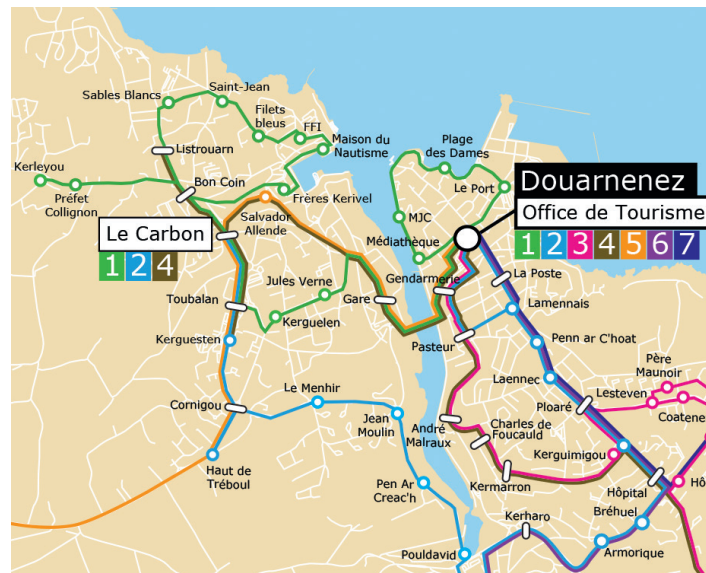 Sables Blancs
Saint-Jean
Filets
bleus
FFI
Maison du
Nautisme
Plage
des Dames
Listrouarn
Kerleyou
Préfet
Collignon
Bon Coin
Frères Kerivel
Le Port
MJC
Médiathèque
Douarnenez
Office de Tourisme
1 2 3 4 5 6 7
Le Carbon
1 2 4
Salvador
Allende
Toubalan
Jules Verne
Gare
Gendarmerie
La Poste
Lamennais
Kerguelen
Kerguesten
Pasteur
Penn ar C'hoat
Père
Maunoir
Laennec
Lesteven
Ploaré
Coatene
Cornigou
Le Menhir
Jean
Moulin
André
Malraux
Charles de
Foucauld
Kerguimigou
Haut de
Tréboul
Pen Ar
Creac'h
Kermarron
Hôpital
Hô
Kerharo
Bréhuel
Pouldavid
Armorique